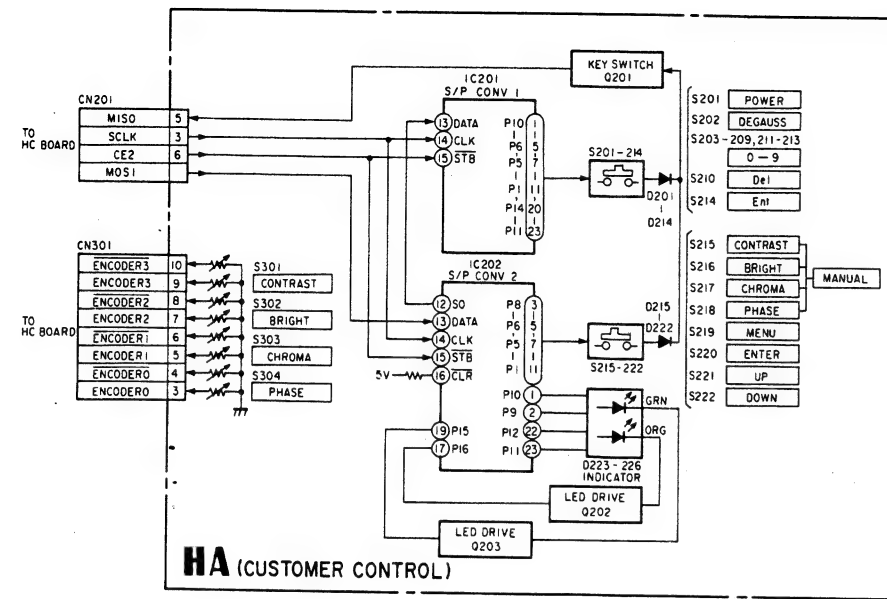 KEY SWITCH
Q201
IC201
S/P CONV 1
CN201
MISO 5
SCLK 3
CE2 6
MOSI
TO
HC BOARD
13 DATA
14 CLK
15 STB
P10 1
P6 5
P5 7
P1 11
P14 20
P11 23
S201-214
D201
D214
S201 POWER
S202 DEGAUSS
S203-209,211-213
0-9
S210 Del
S214 Ent
CN301
ENCODER3 10
ENCODER3 9
ENCODER2 8
ENCODER2 7
ENCODER1 6
ENCODER1 5
ENCODER0 4
ENCODER0 3
TO
HC BOARD
S301
CONTRAST
S302
BRIGHT
S303
CHROMA
S304
PHASE
IC202
S/P CONV 2
12 SO
13 DATA
14 CLK
15 STB
5V
16 CLR
19 P15
17 P16
P8 3
P6 5
P5 7
P1 11
P10 1
P9 2
P12 22
P11 23
D215
D222
S215-222
GRN
ORG
D223-226
INDICATOR
S215 CONTRAST
S216 BRIGHT
S217 CHROMA
S218 PHASE
MANUAL
S219 MENU
S220 ENTER
S221 UP
S222 DOWN
LED DRIVE
Q202
LED DRIVE
Q203
HA (CUSTOMER CONTROL)